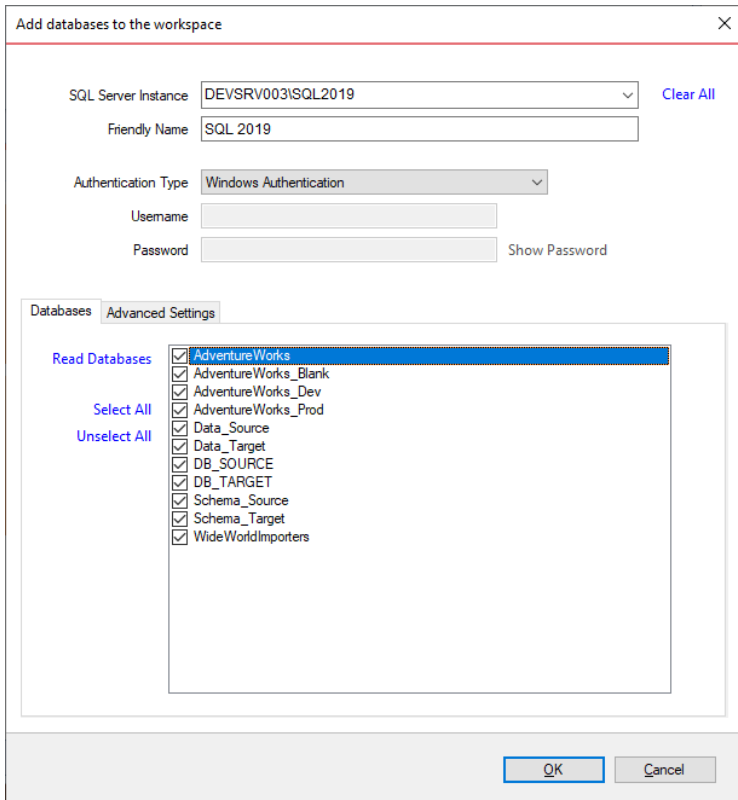 Add databases to the workspace
SQL Server Instance DEVSRV003\SQL2019 Clear All
Friendly Name SQL 2019
Authentication Type Windows Authentication
Username
Password Show Password
Databases Advanced Settings
Read Databases
Select All
Unselect All
AdventureWorks
AdventureWorks_Blank
AdventureWorks_Dev
AdventureWorks_Prod
Data_Source
Data_Target
DB_SOURCE
DB_TARGET
Schema_Source
Schema_Target
WideWorldImporters
OK Cancel